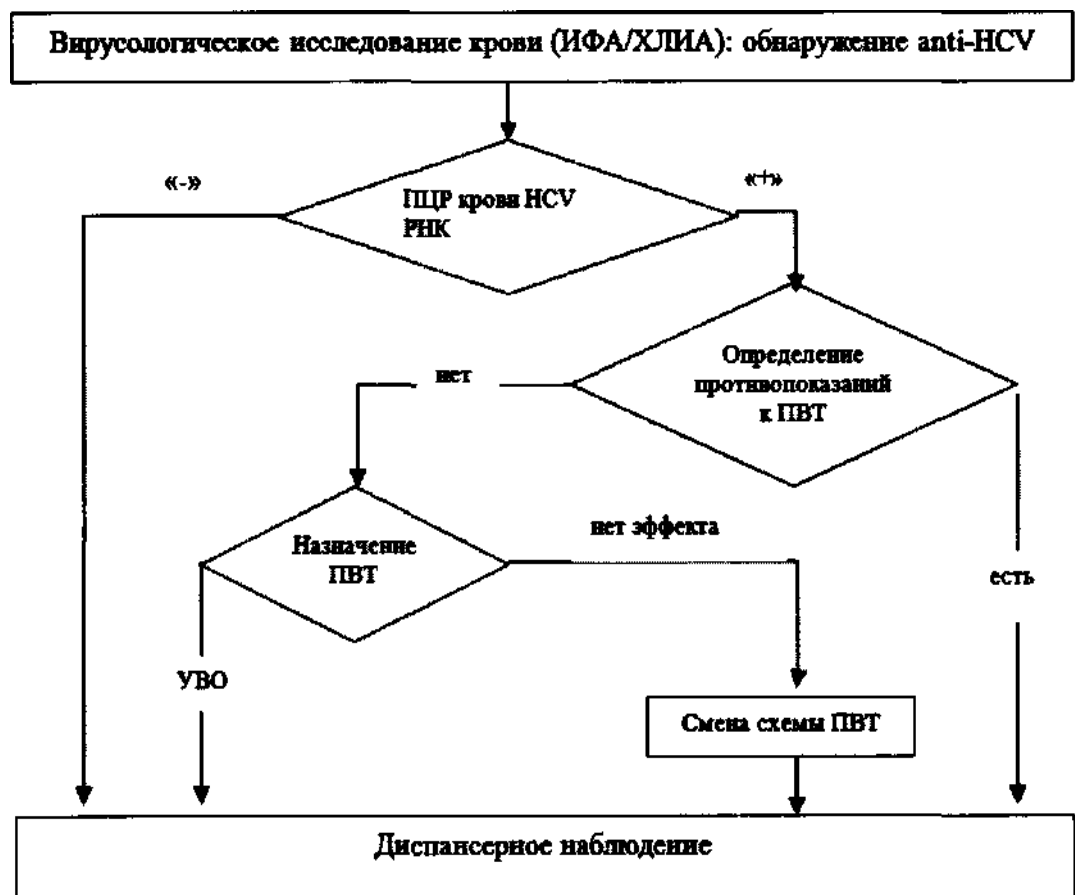 Вирусологическое исследование крови (ИФА/ХЛИА): обнаружение anti-HCV
«-»
«+»
ПЦР крови HCV
РНК
Определение
противопоказаний
к ПВТ
нет
Назначение
ПВТ
нет эффекта
есть
УВО
Смена схемы ПВТ
Диспансерное наблюдение